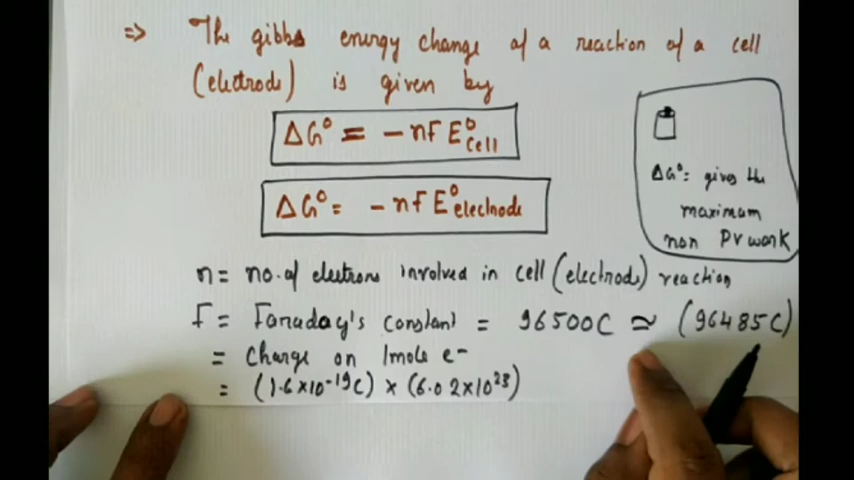 ⇒ The gibbs energy change of a reaction of a cell
(electrode) is given by
ΔG° = - nF E°cell
ΔG° = - nF E°electrode
ΔG° = gives the
maximum
non PV work
n = no. of electrons involved in cell (electrode) reaction
F = Faraday's constant = 96500C ≃ (96485C)
= Charge on 1mole e-
= (1.6×10-19C) × (6.02×10²³)